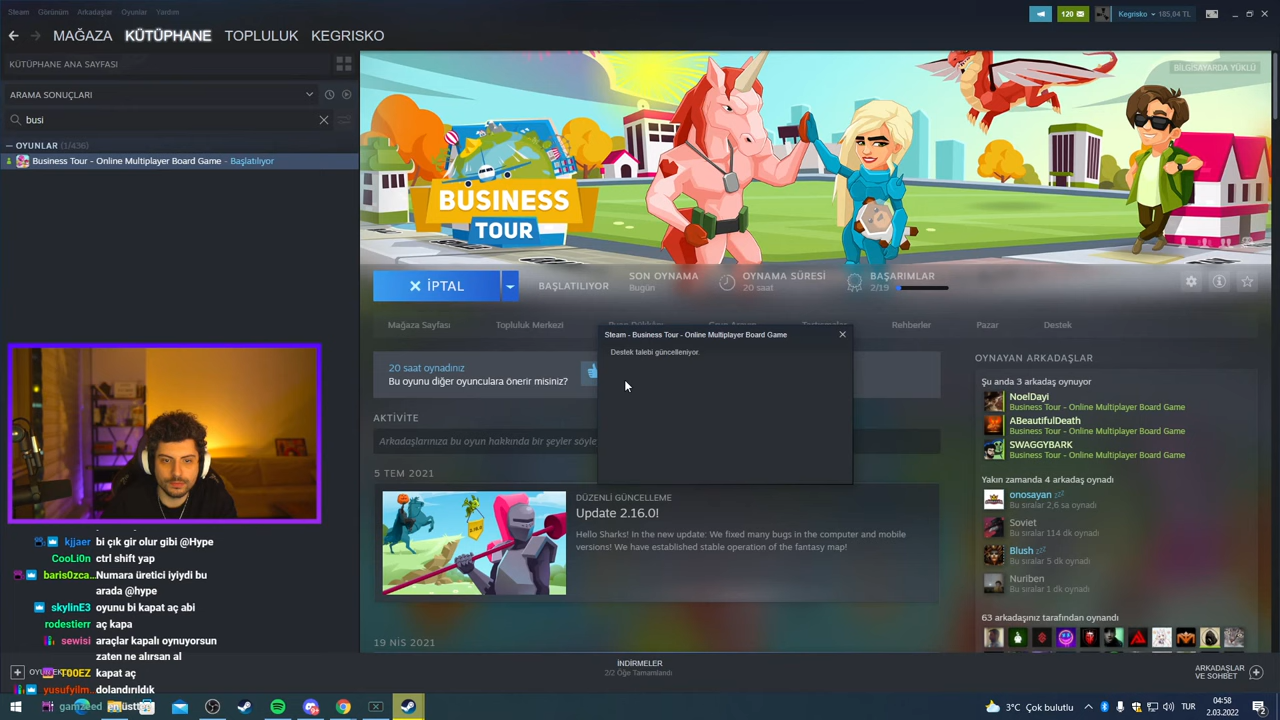 Steam Görünüm Arkadaşlar Oyunlar Yardım
120 Kegrisko 185,04 TL
MAĞAZA KÜTÜPHANE TOPLULUK KEGRISKO
KÜTÜPHANE ANA SAYFASI
BİLGİSAYARDA YÜKLÜ
ARAMA SONUÇLARI
busi
OYUNLAR (1/436)
Business Tour - Online Multiplayer Board Game - Başlatılıyor
BUSINESS
TOUR
İPTAL
BAŞLATILIYOR
SON OYNAMA
Bugün
OYNAMA SÜRESİ
20 saat
BAŞARIMLAR
2/19
Mağaza Sayfası Topluluk Merkezi Rehberler Pazar Destek
Steam - Business Tour - Online Multiplayer Board Game
Destek talebi güncelleniyor.
20 saat oynadınız
Bu oyunu diğer oyunculara önerir misiniz?
AKTİVİTE
Arkadaşlarınıza bu oyun hakkında bir şeyler söyle
5 TEM 2021
DÜZENLİ GÜNCELLEME
Update 2.16.0!
Hello Sharks! In the new update: We fixed many bugs in the computer and mobile
versions! We have established stable operation of the fantasy map!
19 NİS 2021
OYNAYAN ARKADAŞLAR
Şu anda 3 arkadaş oynuyor
NoelDayi
Business Tour - Online Multiplayer Board Game
ABeautifulDeath
Business Tour - Online Multiplayer Board Game
SWAGGYBARK
Business Tour - Online Multiplayer Board Game
Yakın zamanda 4 arkadaş oynadı
onosayan
Bu sıralar 2,6 sa oynadı
Soviet
Bu sıralar 114 dk oynadı
Blush
Bu sıralar 5 dk oynadı
Nuriben
Bu sıralar 1 dk oynadı
63 arkadaşınız tarafından oynandı
kjjaer bi çık gir olur gibi @Hype
CooLi0n ctrl shift yap
baris0zca... Numara üretici iyiydi bu
arada @hype
skylinE3 oyunu bi kapat aç abi
rodestierr aç kapa
sewisi araçlar kapalı oynuyorsun
zaten ne alırsan al
T00EZ kapat aç
yusufyilm dolandırıldık
gamzeed
İNDİRMELER
2/2 Öğe Tamamlandı
ARKADAŞLAR
VE SOHBET
3°C Çok bulutlu
TUR
04:58
2.03.2022
2